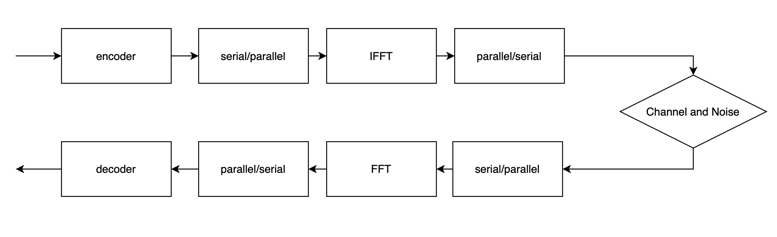 encoder
serial/parallel
IFFT
parallel/serial
Channel and Noise
decoder
parallel/serial
FFT
serial/parallel